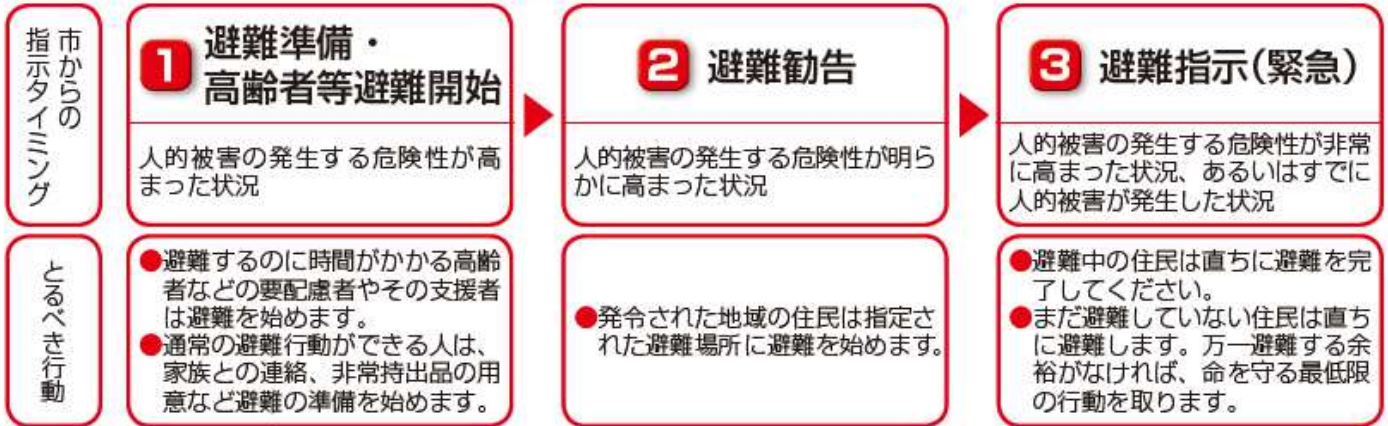 市からの
指示タイミング
1 避難準備・
高齢者等避難開始
人的被害の発生する危険性が高
まった状況
2 避難勧告
人的被害の発生する危険性が明ら
かに高まった状況
3 避難指示(緊急)
人的被害の発生する危険性が非常
に高まった状況、あるいはすでに
人的被害が発生した状況
とるべき行動
●避難するのに時間がかかる高齢
者などの要配慮者やその支援者
は避難を始めます。
●通常の避難行動ができる人は、
家族との連絡、非常持出品の用
意など避難の準備を始めます。
●発令された地域の住民は指定さ
れた避難場所に避難を始めます。
●避難中の住民は直ちに避難を完
了してください。
●まだ避難していない住民は直ち
に避難します。万一避難する余
裕がなければ、命を守る最低限
の行動を取ります。